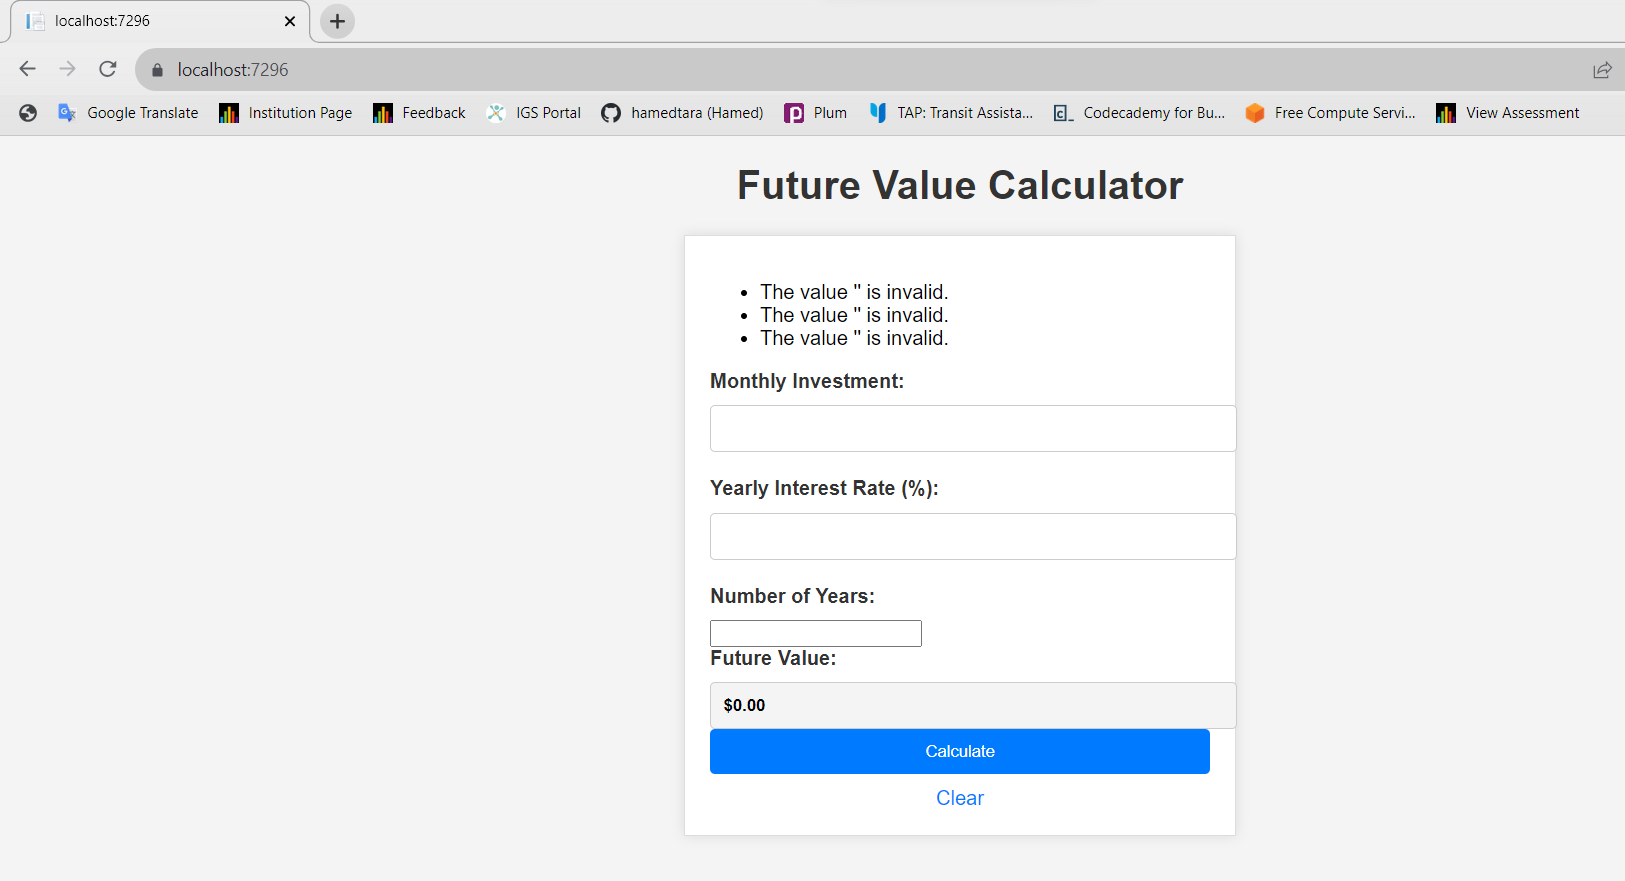 localhost:7296
localhost:7296
Google Translate Institution Page Feedback IGS Portal hamedtara (Hamed) Plum TAP: Transit Assista... Codecademy for Bu... Free Compute Servi... View Assessment
Future Value Calculator
• The value '' is invalid.
• The value '' is invalid.
• The value '' is invalid.
Monthly Investment:
Yearly Interest Rate (%):
Number of Years:
Future Value:
$0.00
Calculate
Clear